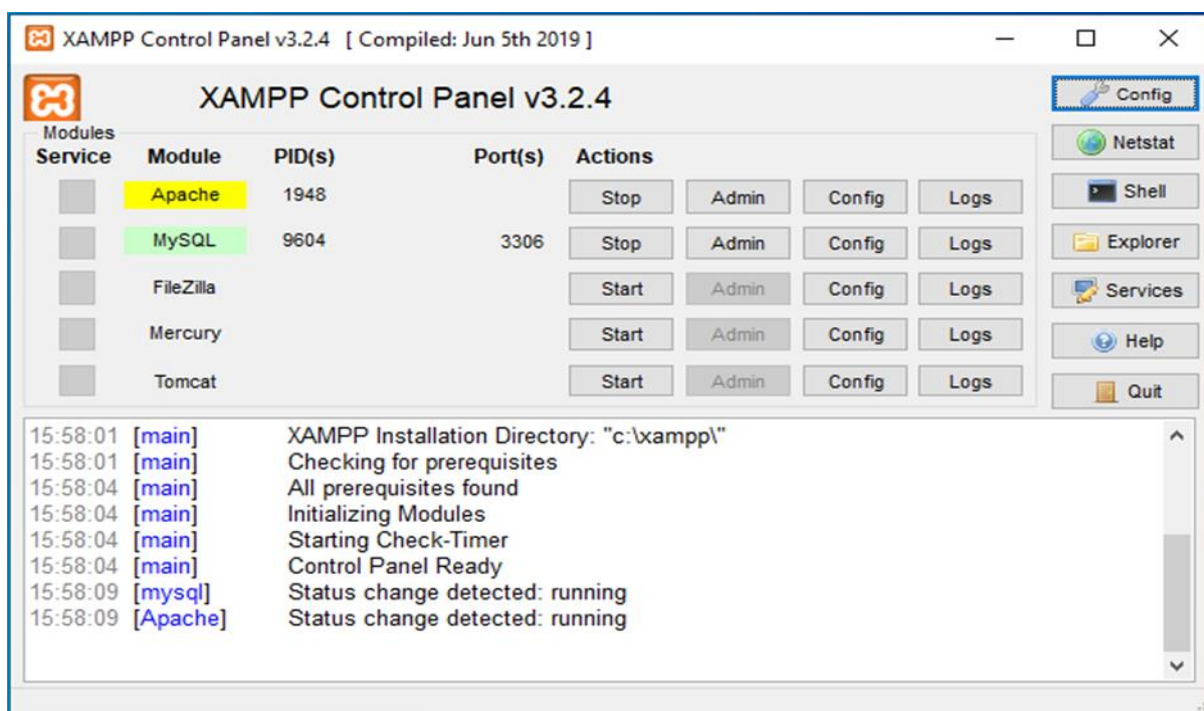 XAMPP Control Panel v3.2.4 [ Compiled: Jun 5th 2019 ]
XAMPP Control Panel v3.2.4
Config
Netstat
Shell
Explorer
Services
Help
Quit
Modules
Service Module PID(s) Port(s) Actions
Apache 1948 Stop Admin Config Logs
MySQL 9604 3306 Stop Admin Config Logs
FileZilla Start Admin Config Logs
Mercury Start Admin Config Logs
Tomcat Start Admin Config Logs
15:58:01 [main] XAMPP Installation Directory: "c:\xampp\"
15:58:01 [main] Checking for prerequisites
15:58:04 [main] All prerequisites found
15:58:04 [main] Initializing Modules
15:58:04 [main] Starting Check-Timer
15:58:04 [main] Control Panel Ready
15:58:09 [mysql] Status change detected: running
15:58:09 [Apache] Status change detected: running